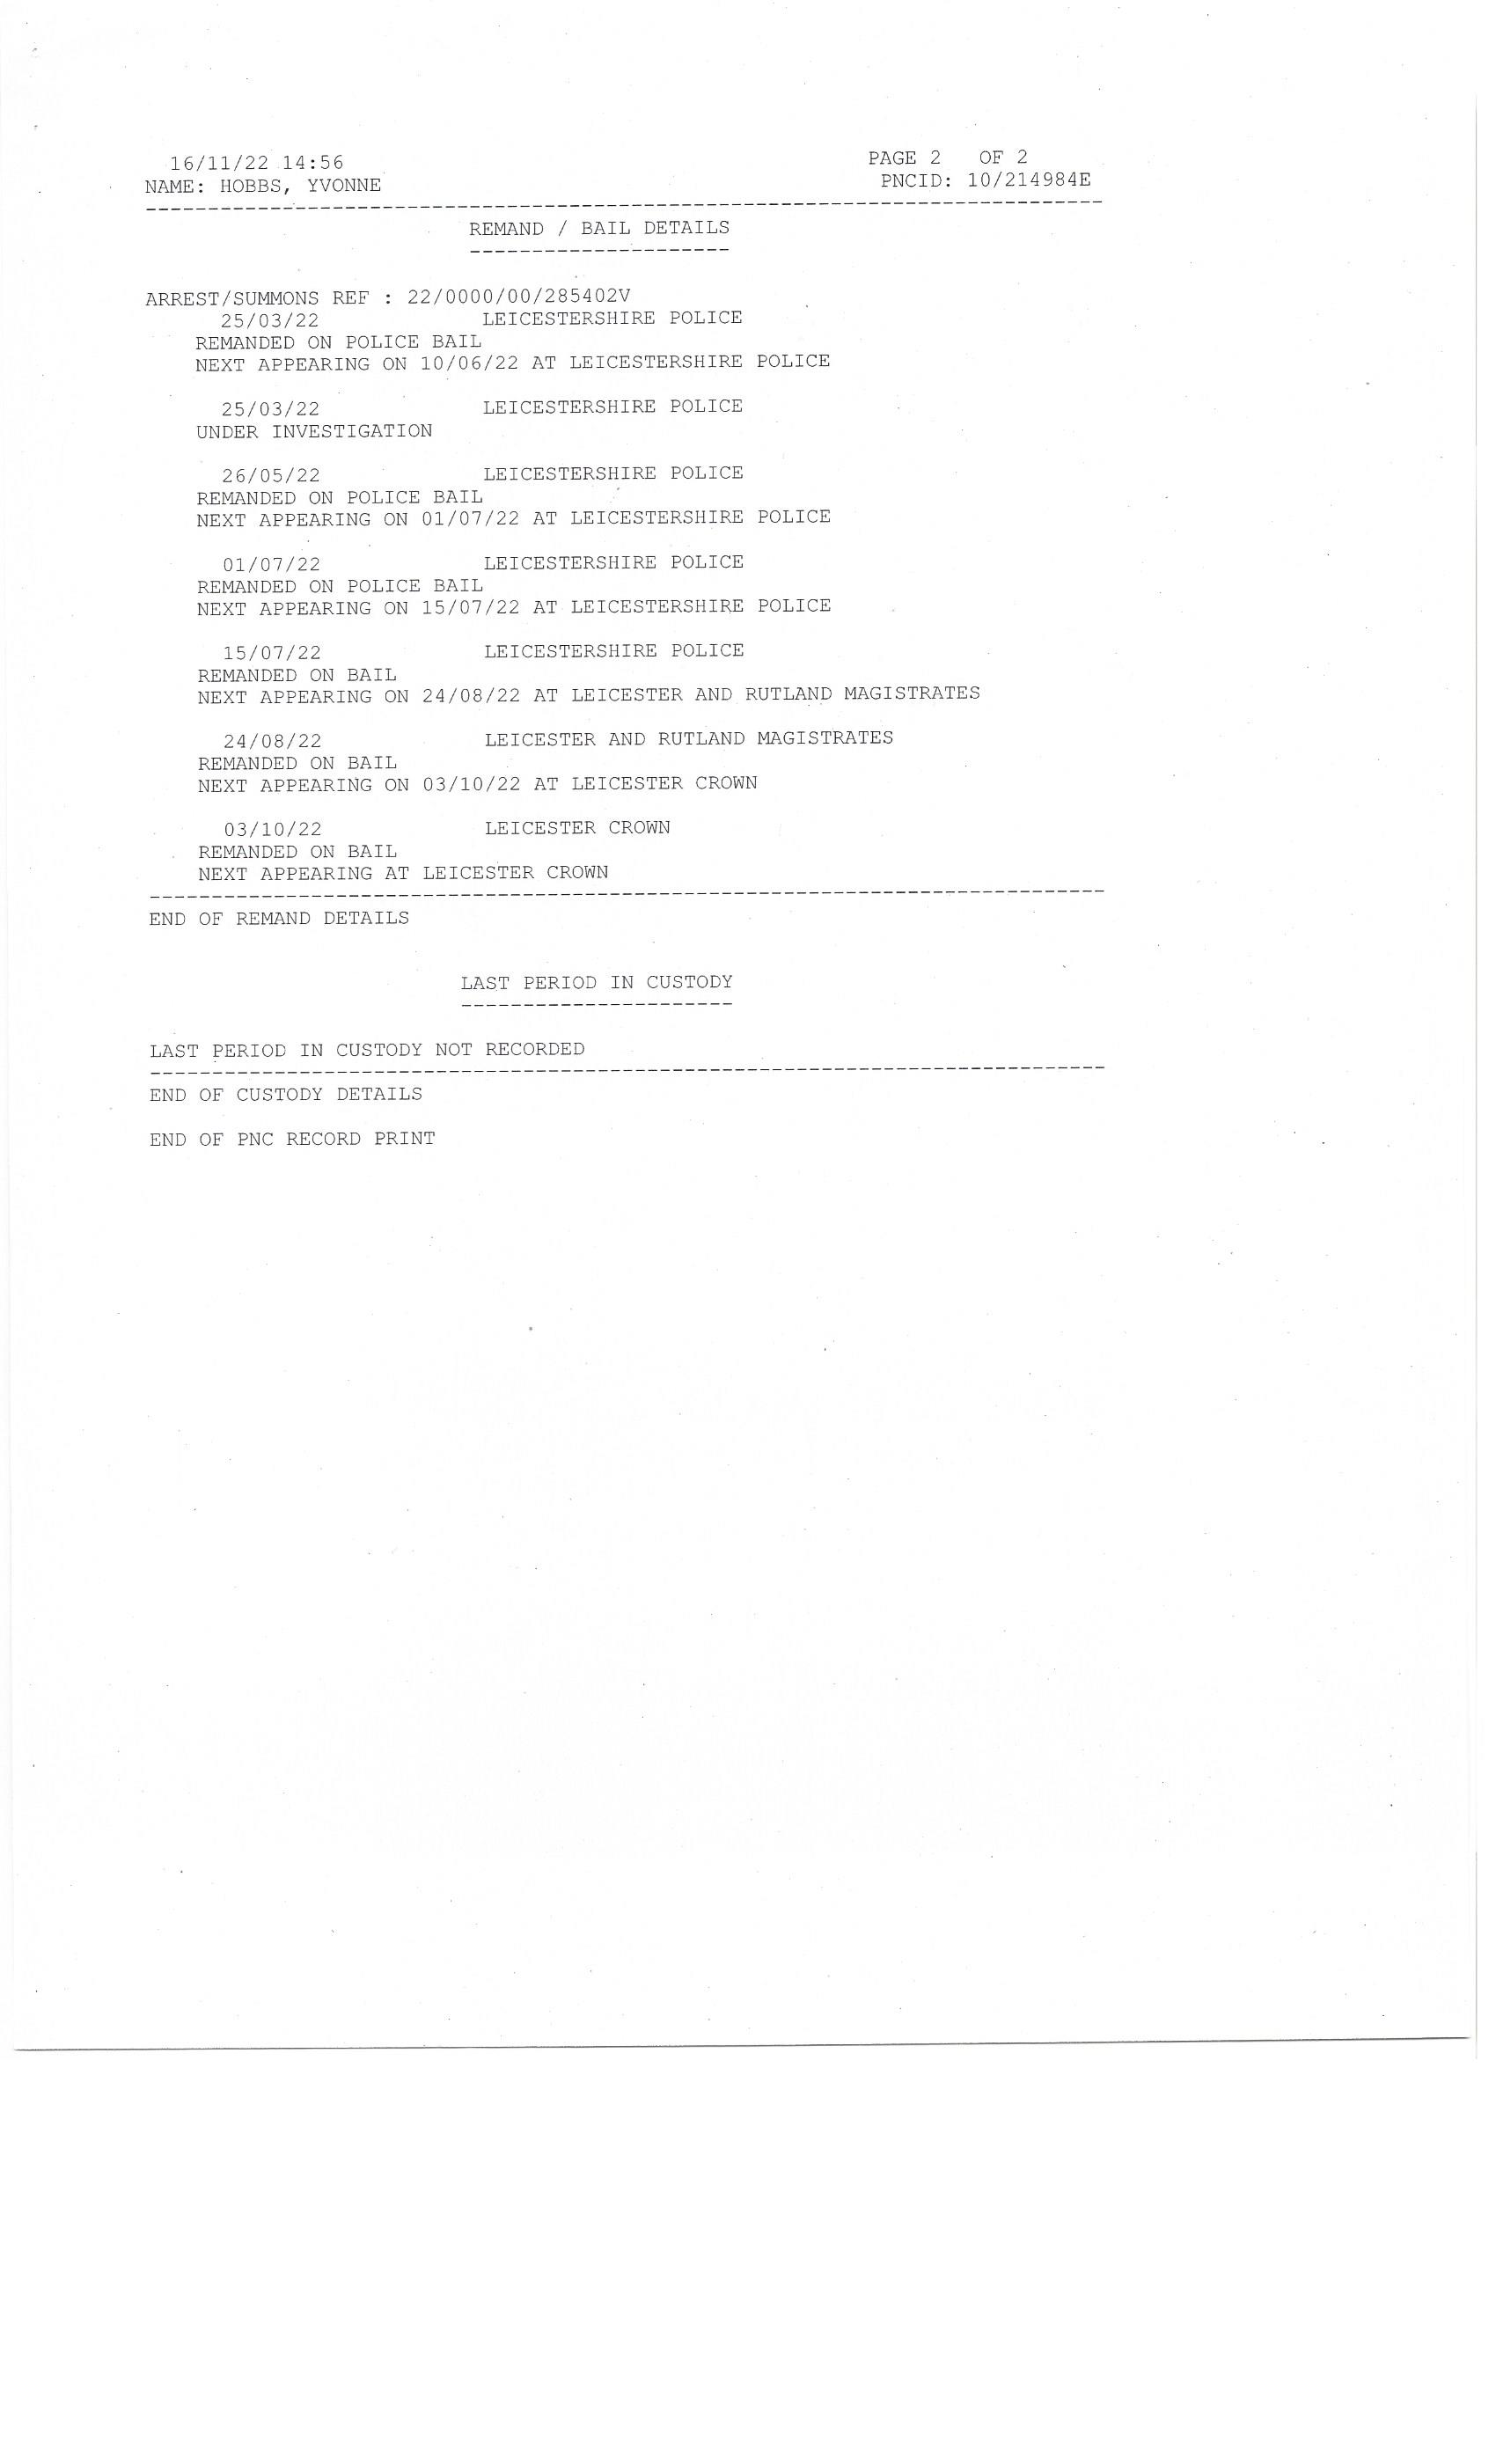 16/11/22 14:56 PAGE 2 OF 2
NAME: HOBBS, YVONNE PNCID: 10/214984E
REMAND / BAIL DETAILS
ARREST/SUMMONS REF : 22/0000/00/285402V
25/03/22 LEICESTERSHIRE POLICE
REMANDED ON POLICE BAIL
NEXT APPEARING ON 10/06/22 AT LEICESTERSHIRE POLICE
25/03/22 LEICESTERSHIRE POLICE
UNDER INVESTIGATION
26/05/22 LEICESTERSHIRE POLICE
REMANDED ON POLICE BAIL
NEXT APPEARING ON 01/07/22 AT LEICESTERSHIRE POLICE
01/07/22 LEICESTERSHIRE POLICE
REMANDED ON POLICE BAIL
NEXT APPEARING ON 15/07/22 AT LEICESTERSHIRE POLICE
15/07/22 LEICESTERSHIRE POLICE
REMANDED ON BAIL
NEXT APPEARING ON 24/08/22 AT LEICESTER AND RUTLAND MAGISTRATES
24/08/22 LEICESTER AND RUTLAND MAGISTRATES
REMANDED ON BAIL
NEXT APPEARING ON 03/10/22 AT LEICESTER CROWN
03/10/22 LEICESTER CROWN
REMANDED ON BAIL
NEXT APPEARING AT LEICESTER CROWN
END OF REMAND DETAILS
LAST PERIOD IN CUSTODY
LAST PERIOD IN CUSTODY NOT RECORDED
END OF CUSTODY DETAILS
END OF PNC RECORD PRINT